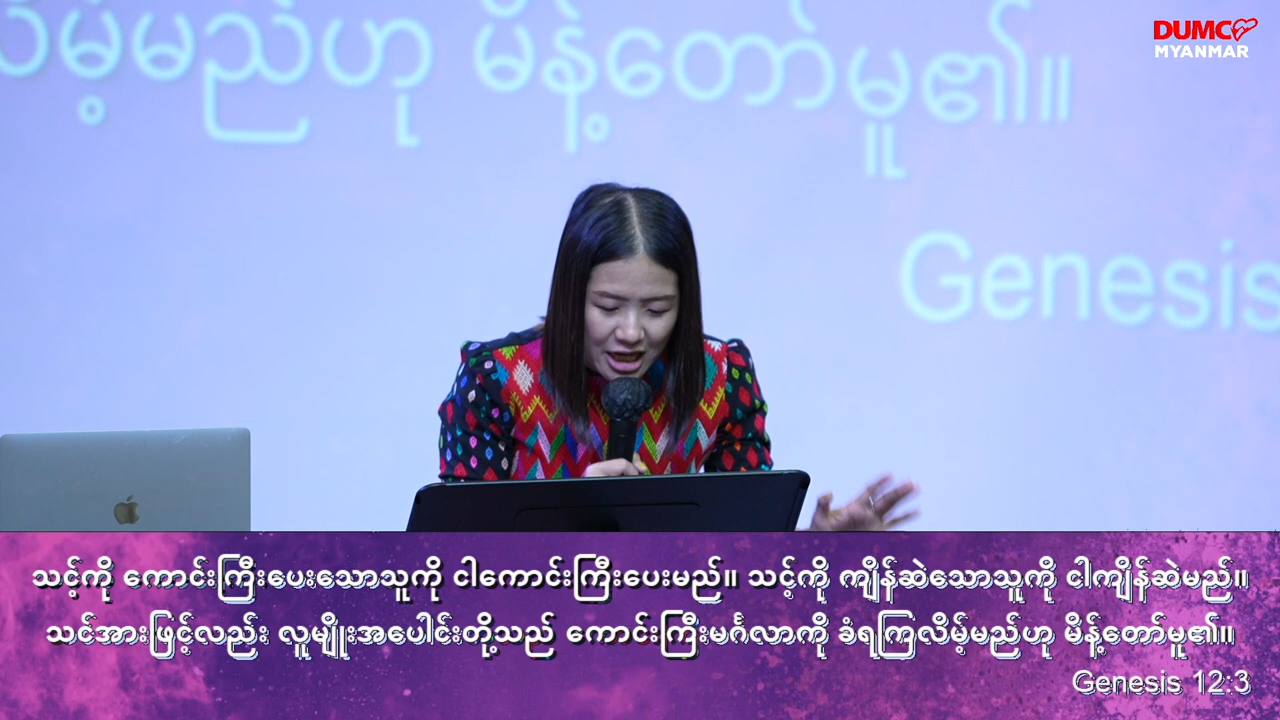 DUMC
MYANMAR
လိမ့်မည်ဟု မိန့်တော်မူ၏။
Genesis
သင့်ကို ကောင်းကြီးပေးသောသူကို ငါကောင်းကြီးပေးမည်။ သင့်ကို ကျိန်ဆဲသောသူကို ငါကျိန်ဆဲမည်။
သင်အားဖြင့်လည်း လူမျိုးအပေါင်းတို့သည် ကောင်းကြီးမင်္ဂလာကို ခံရကြလိမ့်မည်ဟု မိန့်တော်မူ၏။
Genesis 12:3